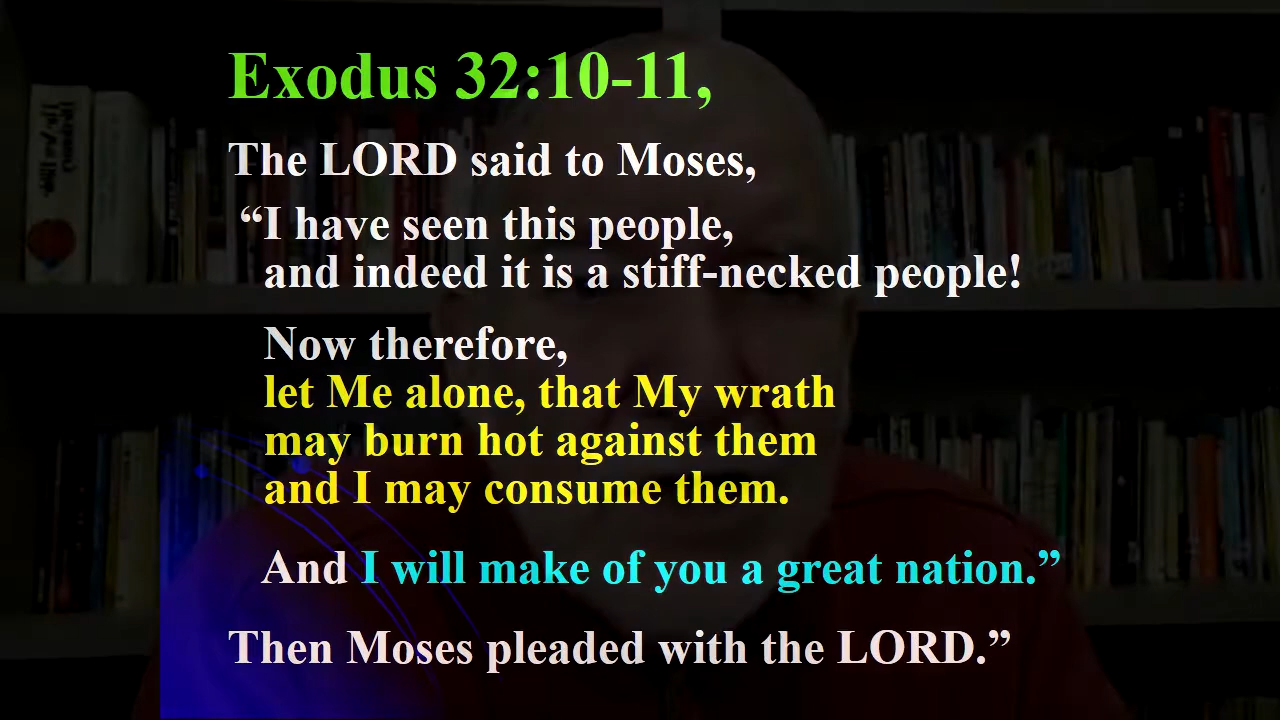 Exodus 32:10-11,
The LORD said to Moses,
“I have seen this people,
and indeed it is a stiff-necked people!
Now therefore,
let Me alone, that My wrath
may burn hot against them
and I may consume them.
And I will make of you a great nation.”
Then Moses pleaded with the LORD.”